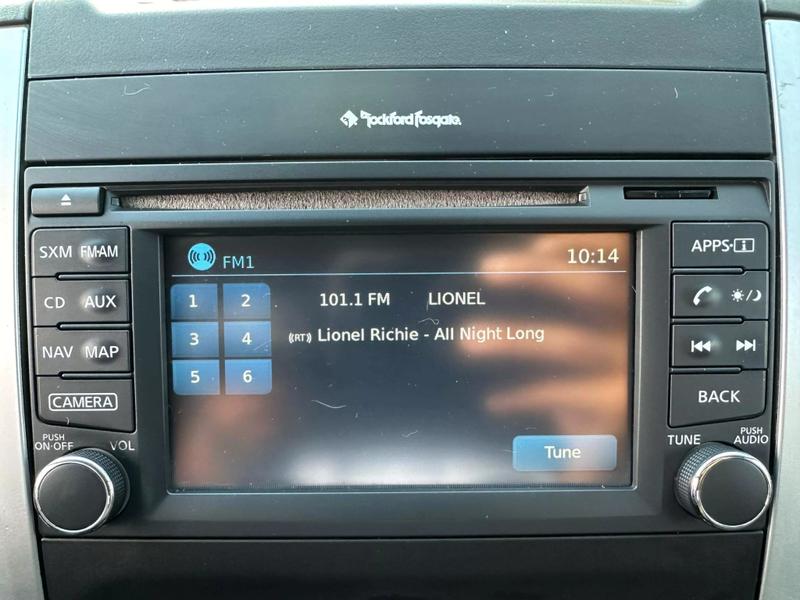 Rockford Fosgate
SXM FM·AM
CD AUX
NAV MAP
CAMERA
PUSH
ON·OFF VOL
FM1 10:14
1 2
101.1 FM LIONEL
3 4
(RT) Lionel Richie - All Night Long
5 6
Tune
APPS·i
BACK
TUNE PUSH
AUDIO